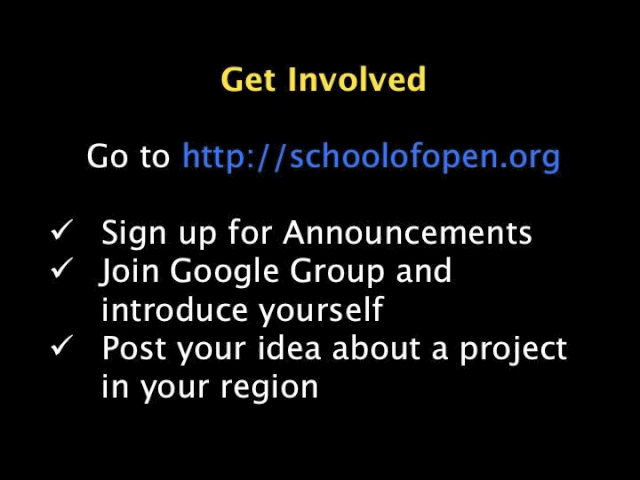 Get Involved
Go to http://schoolofopen.org
✓ Sign up for Announcements
✓ Join Google Group and
introduce yourself
✓ Post your idea about a project
in your region